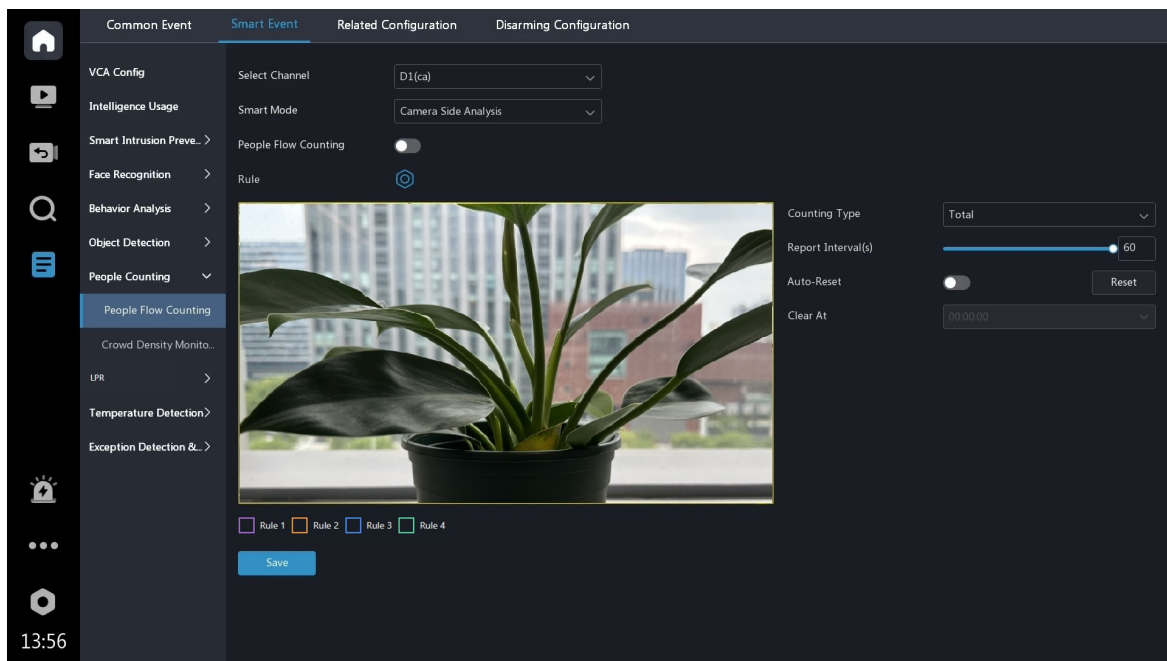 Common Event
Smart Event
Related Configuration
Disarming Configuration
VCA Config
Intelligence Usage
Smart Intrusion Preve...
Face Recognition
Behavior Analysis
Object Detection
People Counting
People Flow Counting
Crowd Density Monito...
LPR
Temperature Detection
Exception Detection &...
13:56
Select Channel
D1(ca)
Smart Mode
Camera Side Analysis
People Flow Counting
Rule
Counting Type
Total
Report Interval(s)
60
Auto-Reset
Reset
Clear At
00:00:00
Rule 1
Rule 2
Rule 3
Rule 4
Save